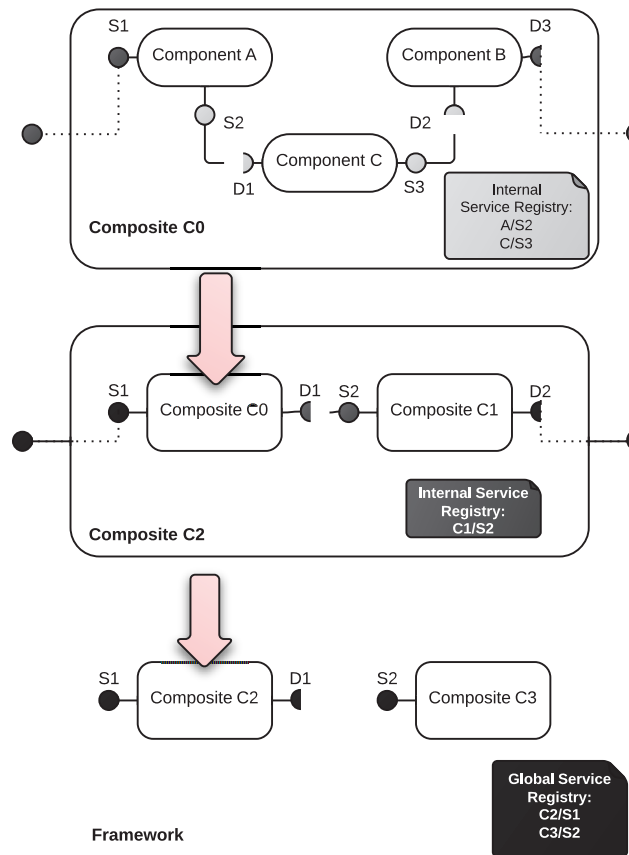 S1
D3
Component A
Component B
S2
D2
Component C
D1
S3
Internal
Service Registry:
A/S2
C/S3
Composite C0
S1
D1
S2
D2
Composite C0
Composite C1
Internal Service
Registry:
C1/S2
Composite C2
S1
D1
S2
Composite C2
Composite C3
Global Service
Registry:
C2/S1
C3/S2
Framework